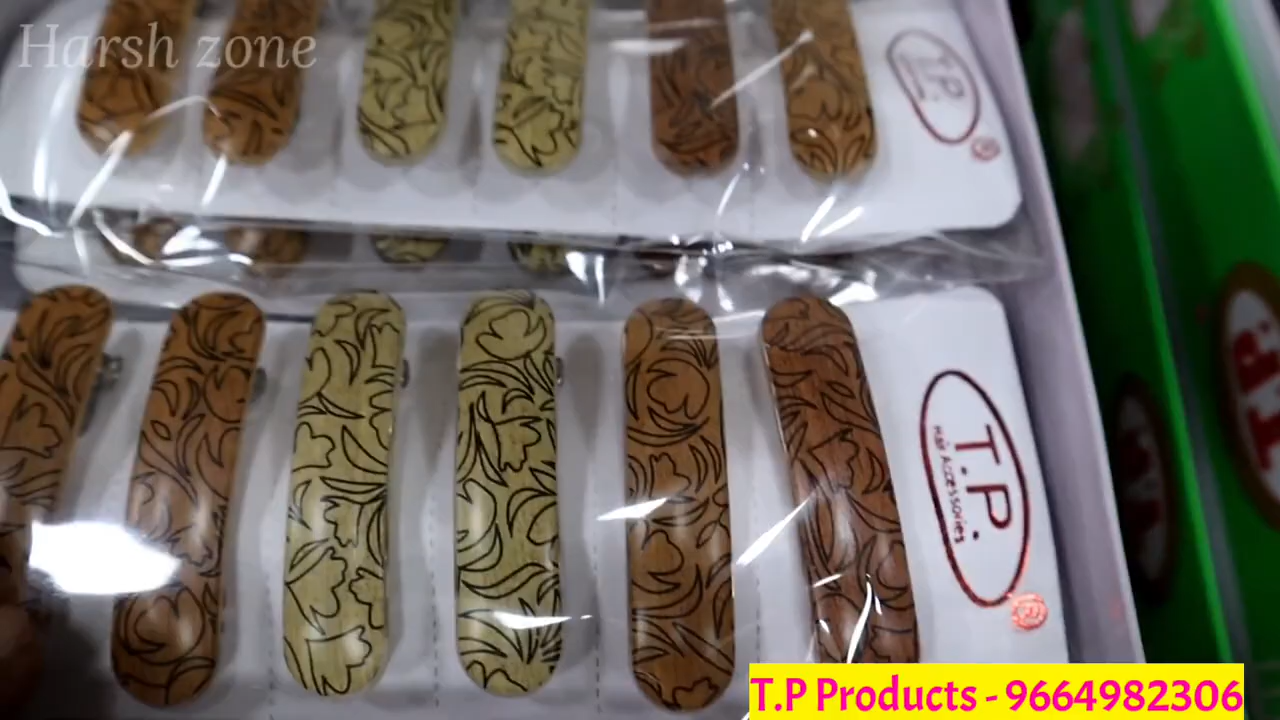 Harsh zone
T.P.
®
T.P.
Hair Accessories
®
T.P Products - 9664982306